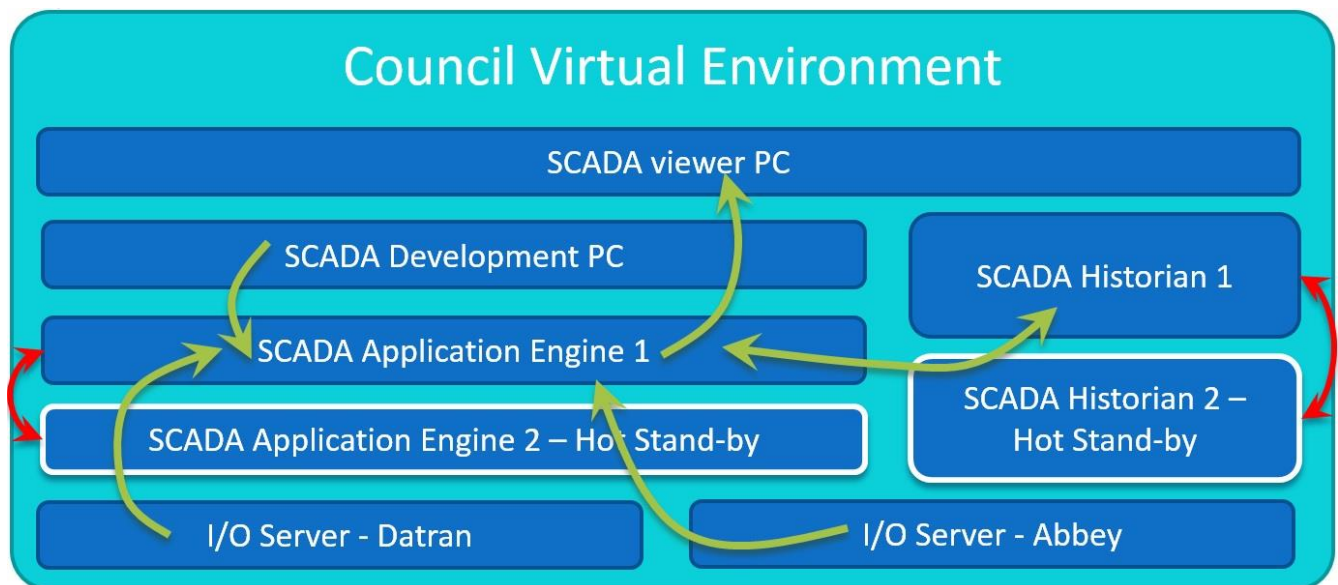 Council Virtual Environment
SCADA viewer PC
SCADA Development PC
SCADA Historian 1
SCADA Application Engine 1
SCADA Historian 2 –
Hot Stand-by
SCADA Application Engine 2 – Hot Stand-by
I/O Server - Datran
I/O Server - Abbey